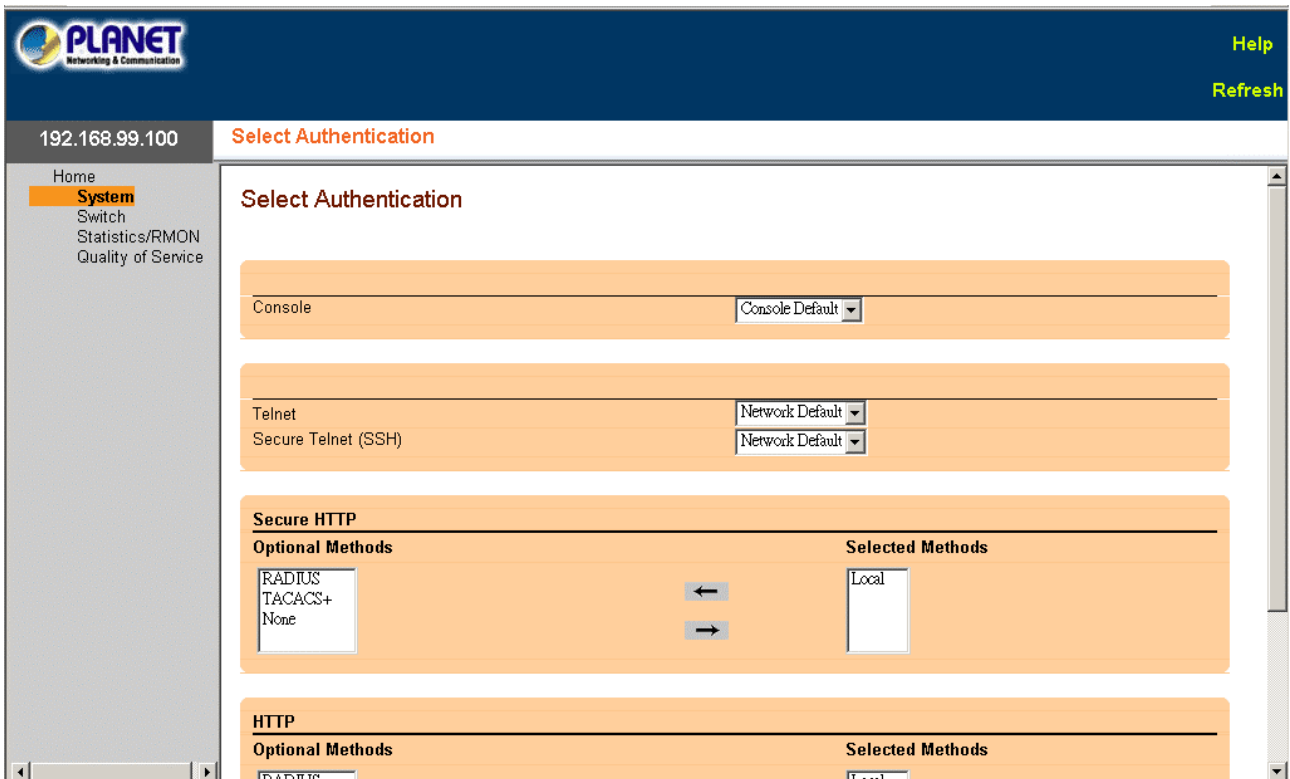 PLANET
Networking & Communication
Help
Refresh
192.168.99.100
Select Authentication
Home
System
Switch
Statistics/RMON
Quality of Service
Select Authentication
Console
Console Default
Telnet
Network Default
Secure Telnet (SSH)
Network Default
Secure HTTP
Optional Methods
Selected Methods
RADIUS
TACACS+
None
Local
HTTP
Optional Methods
Selected Methods
RADIUS
Local